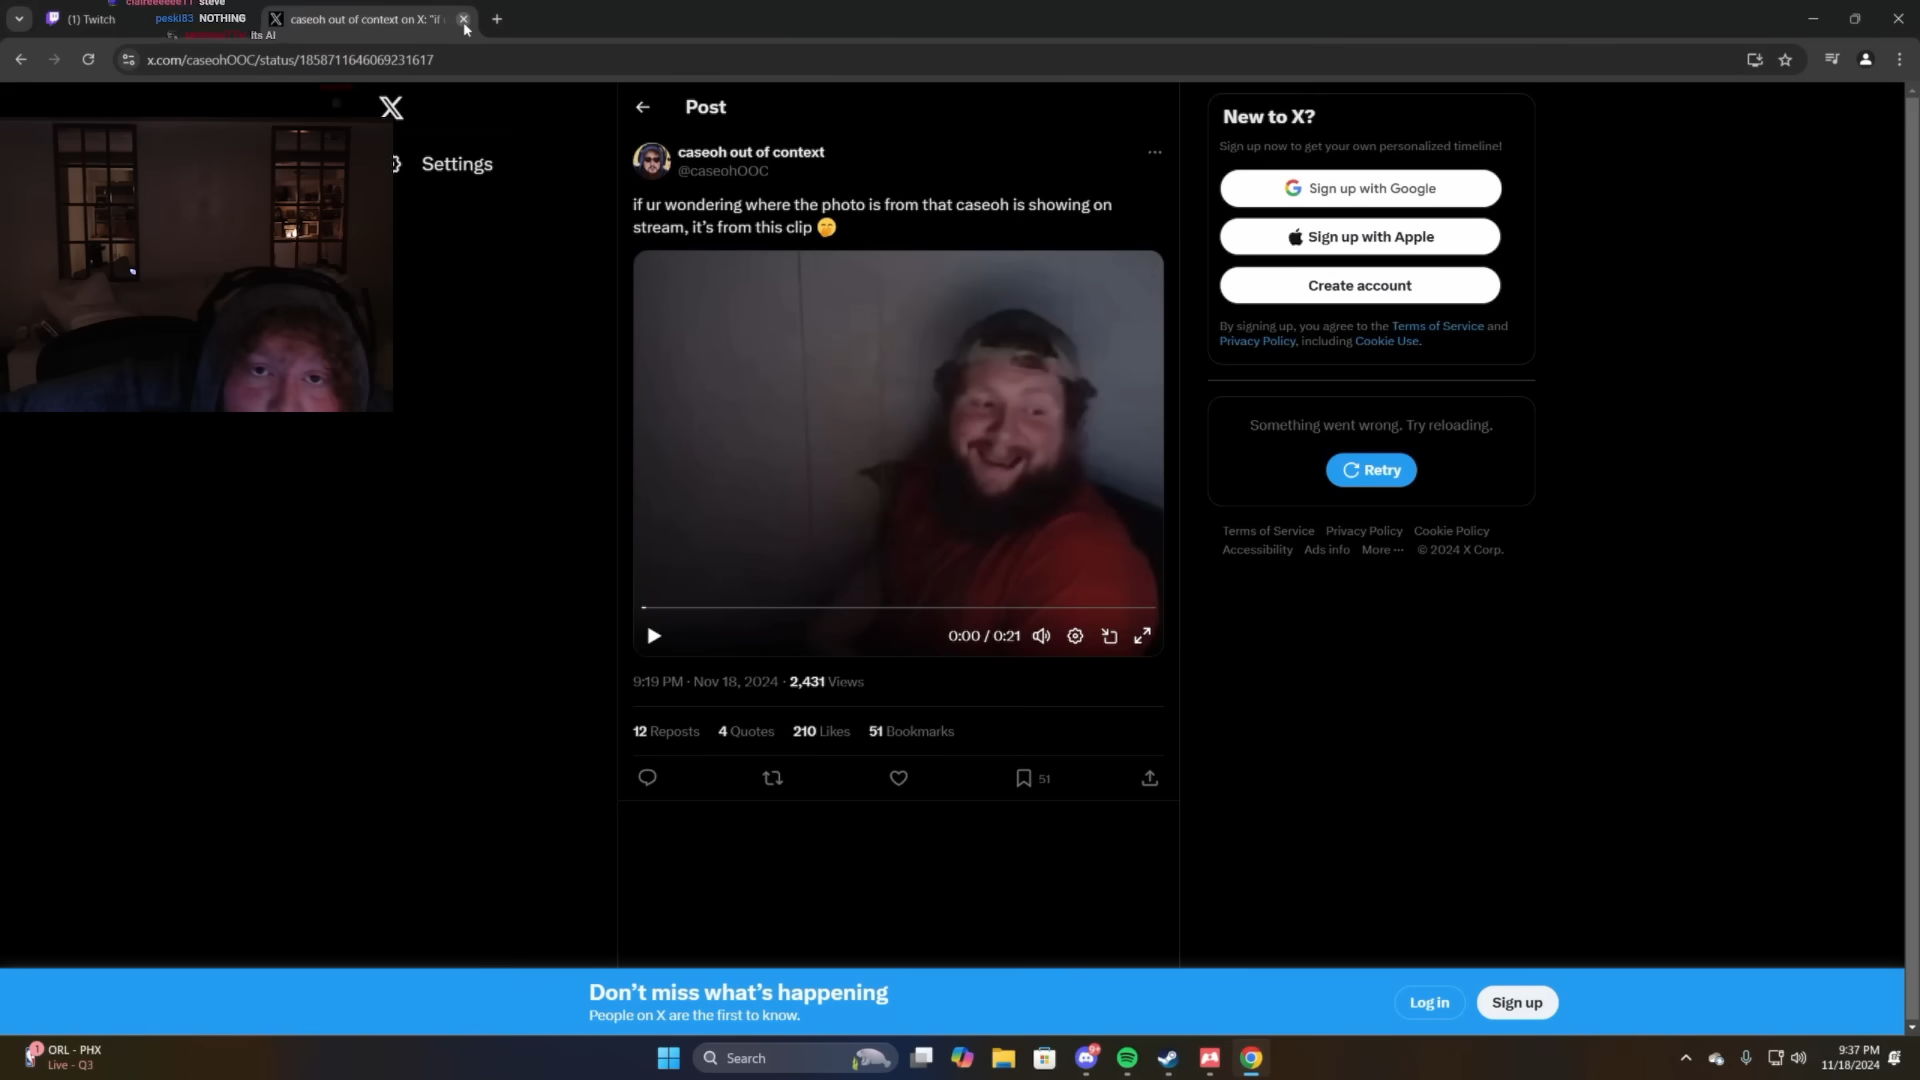 claireeeeee11 steve
(1) Twitch
peskl83 NOTHING
caseoh out of context on X: "if
Its AI
x.com/caseohOOC/status/1858711646069231617
Settings
Post
caseoh out of context
@caseohOOC
if ur wondering where the photo is from that caseoh is showing on
stream, it's from this clip 🤭
0:00 / 0:21
9:19 PM · Nov 18, 2024 · 2,431 Views
12 Reposts 4 Quotes 210 Likes 51 Bookmarks
51
New to X?
Sign up now to get your own personalized timeline!
Sign up with Google
Sign up with Apple
Create account
By signing up, you agree to the Terms of Service and
Privacy Policy, including Cookie Use.
Something went wrong. Try reloading.
Retry
Terms of Service Privacy Policy Cookie Policy
Accessibility Ads info More ··· © 2024 X Corp.
Don't miss what's happening
People on X are the first to know.
Log in
Sign up
1
ORL - PHX
Live - Q3
Search
9+
9:37 PM
11/18/2024